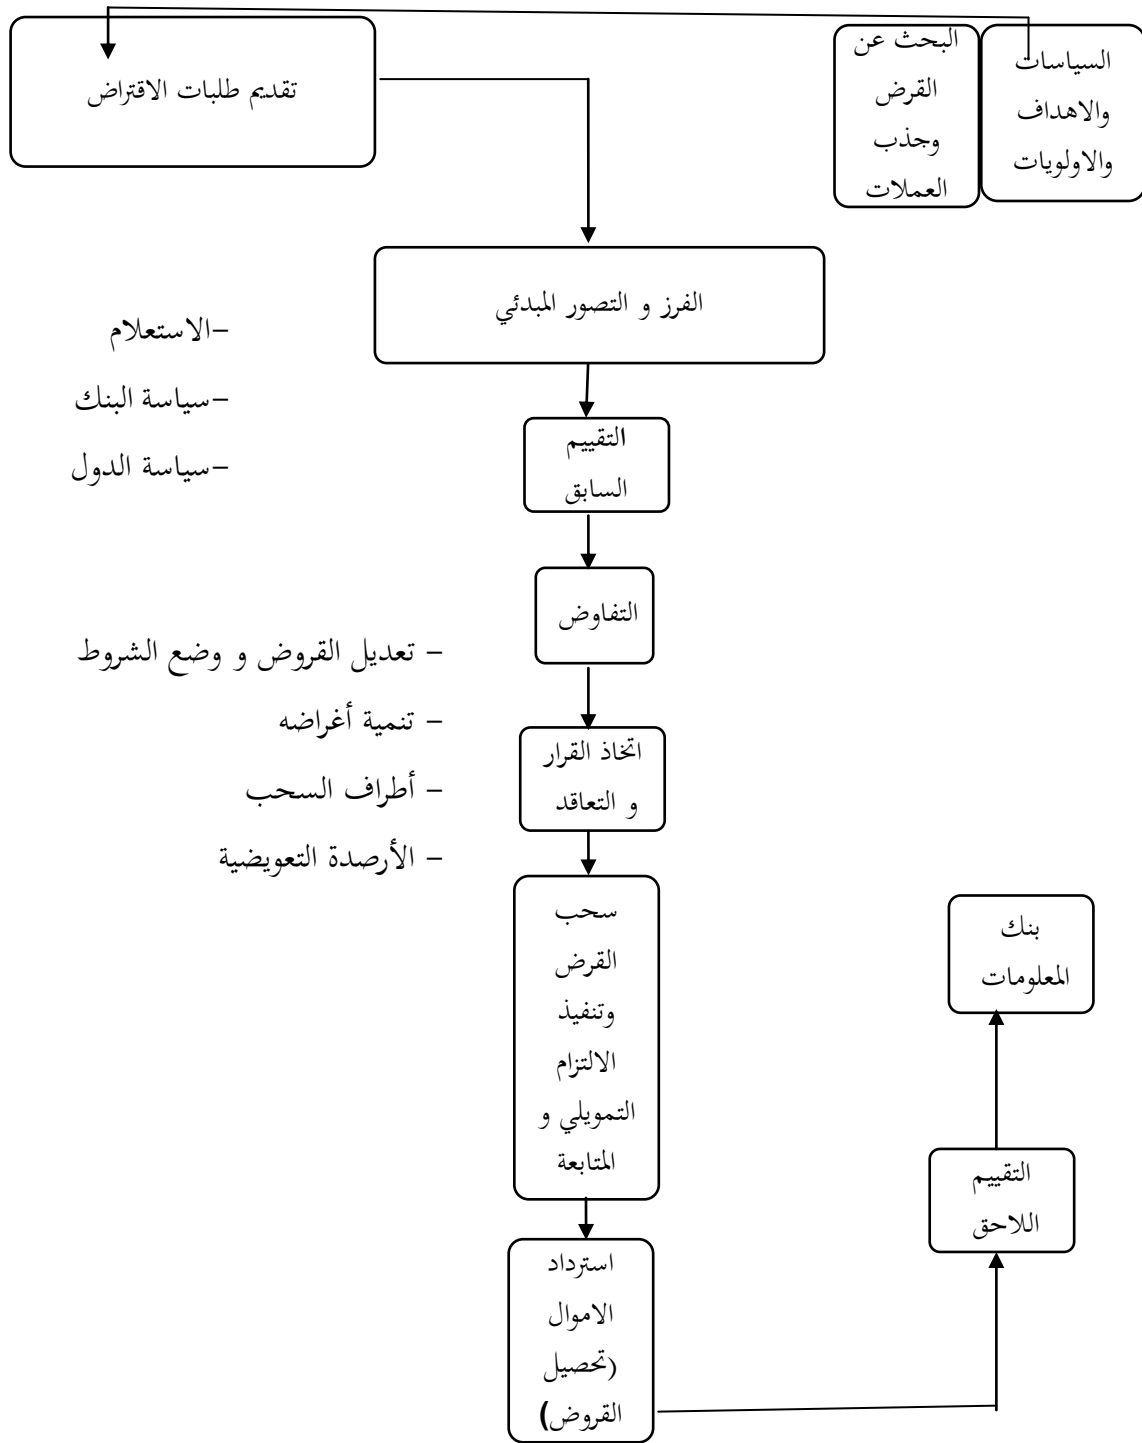 السياسات
والاهداف
والاولويات
البحث عن
القرض
وجذب
العملات
تقديم طلبات الاقتراض
الفرز و التصور المبدئي
–الاستعلام
–سياسة البنك
–سياسة الدول
التقييم
السابق
التفاوض
– تعديل القروض و وضع الشروط
– تنمية أغراضه
– أطراف السحب
– الأرصدة التعويضية
اتخاذ القرار
و التعاقد
سحب
القرض
وتنفيذ
الالتزام
التمويلي و
المتابعة
استرداد
الاموال
(تحصيل
القروض)
التقييم
اللاحق
بنك
المعلومات